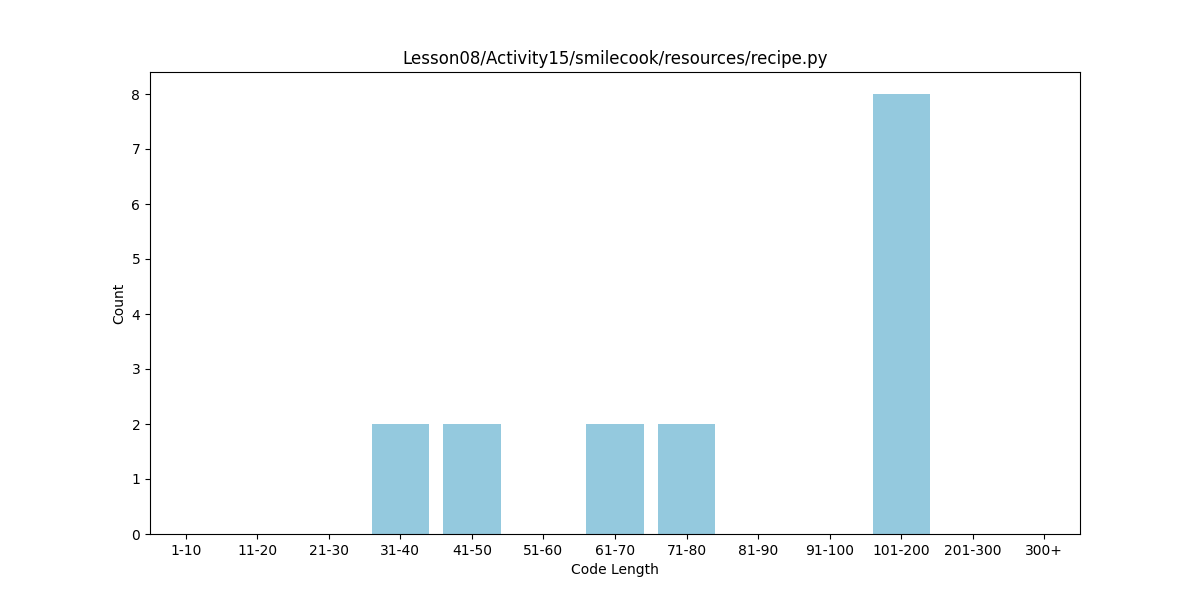 Lesson08/Activity15/smilecook/resources/recipe.py
8
7
6
5
4
3
2
1
0
Count
1-10 11-20 21-30 31-40 41-50 51-60 61-70 71-80 81-90 91-100 101-200 201-300 300+
Code Length